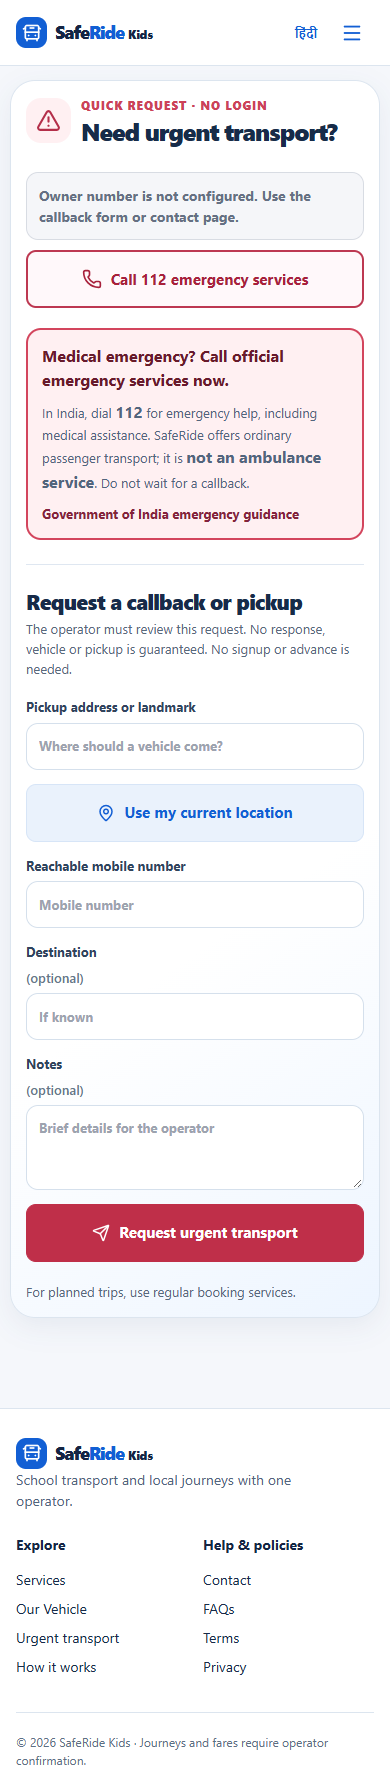 SafeRide Kids
हिंदी
QUICK REQUEST · NO LOGIN
Need urgent transport?
Owner number is not configured. Use the
callback form or contact page.
Call 112 emergency services
Medical emergency? Call official
emergency services now.
In India, dial 112 for emergency help, including
medical assistance. SafeRide offers ordinary
passenger transport; it is not an ambulance
service. Do not wait for a callback.
Government of India emergency guidance
Request a callback or pickup
The operator must review this request. No response,
vehicle or pickup is guaranteed. No signup or advance is
needed.
Pickup address or landmark
Where should a vehicle come?
Use my current location
Reachable mobile number
Mobile number
Destination
(optional)
If known
Notes
(optional)
Brief details for the operator
Request urgent transport
For planned trips, use regular booking services.
SafeRide Kids
School transport and local journeys with one
operator.
Explore
Services
Our Vehicle
Urgent transport
How it works
Help & policies
Contact
FAQs
Terms
Privacy
© 2026 SafeRide Kids · Journeys and fares require operator
confirmation.